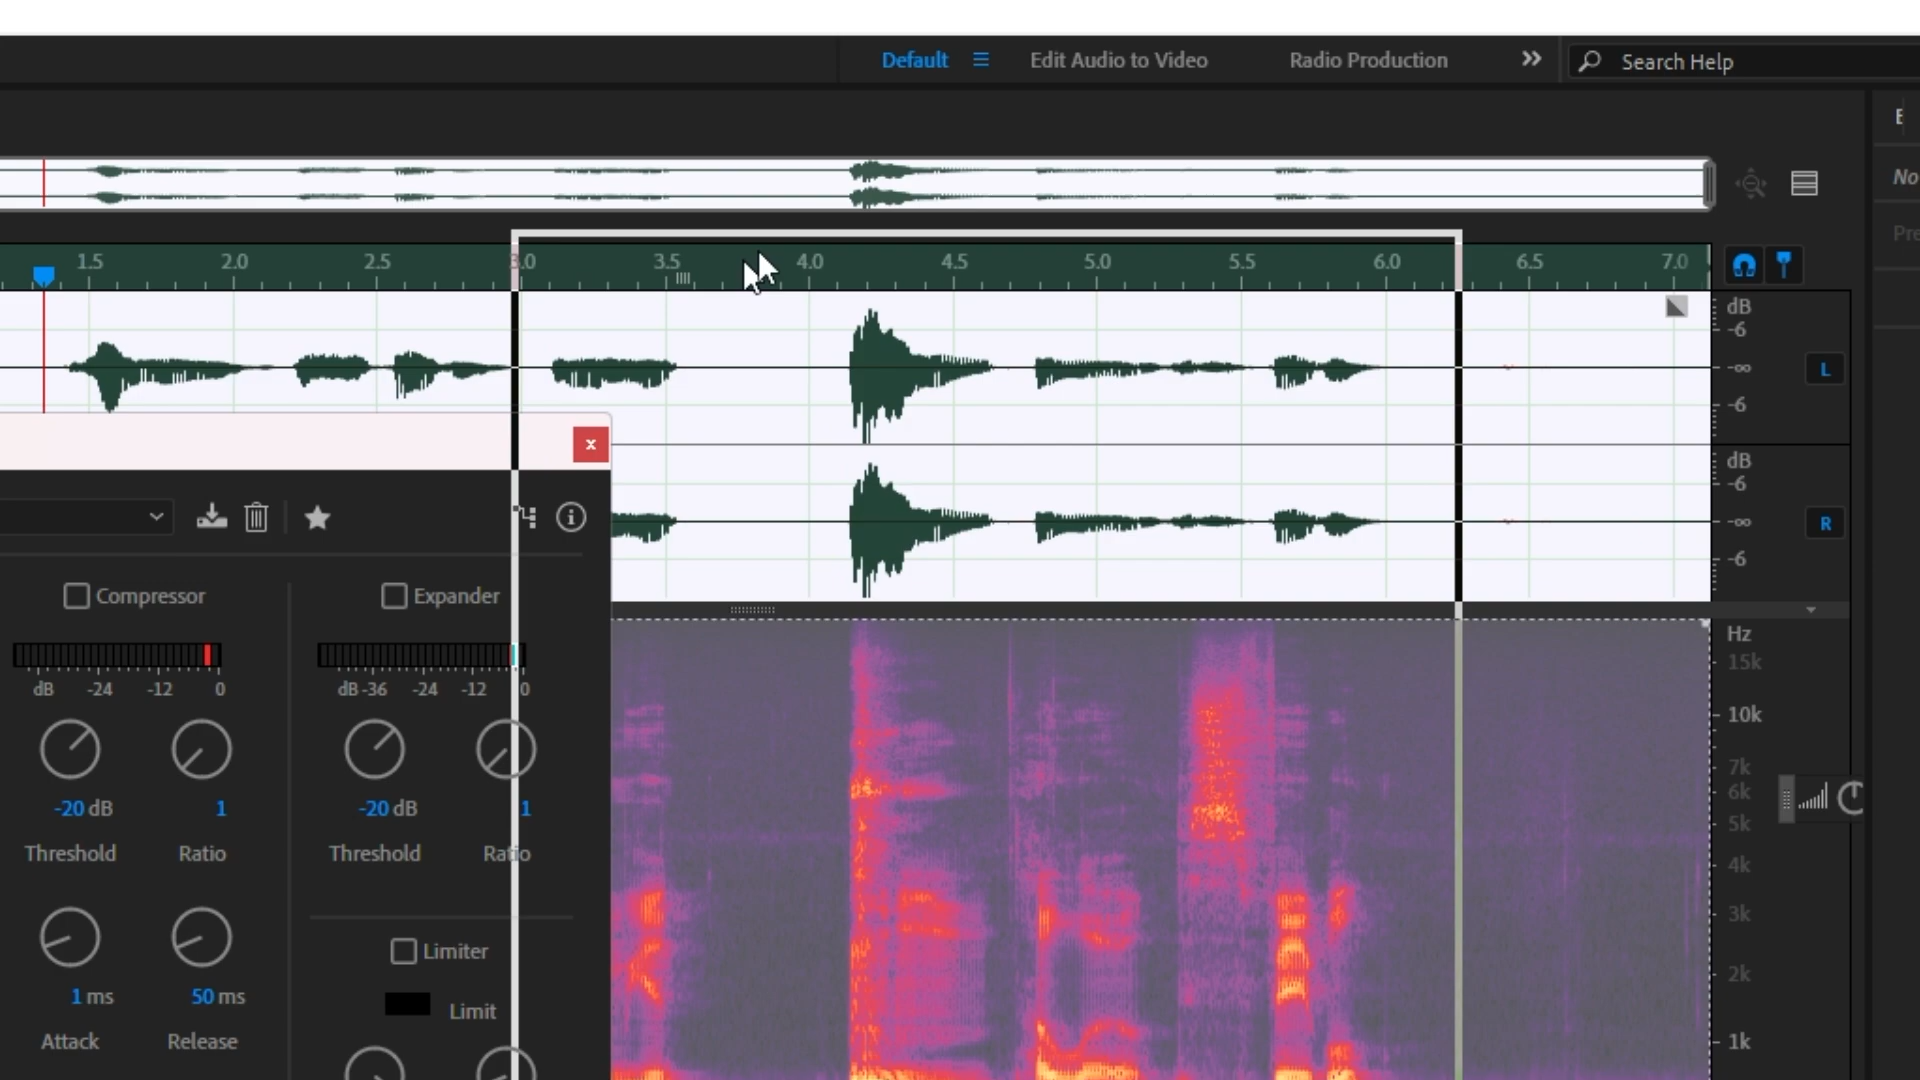 Default Edit Audio to Video Radio Production Search Help
No
Pre
1.5 2.0 2.5 3.0 3.5 4.0 4.5 5.0 5.5 6.0 6.5 7.0
dB
-6
-∞
-6
L
dB
-6
-∞
-6
R
x
Compressor Expander
dB -24 -12 0 dB -36 -24 -12 0
-20 dB 1 -20 dB 1
Threshold Ratio Threshold Ratio
Limiter
1 ms 50 ms Limit
Attack Release
Hz
15k
10k
7k
6k
5k
4k
3k
2k
1k